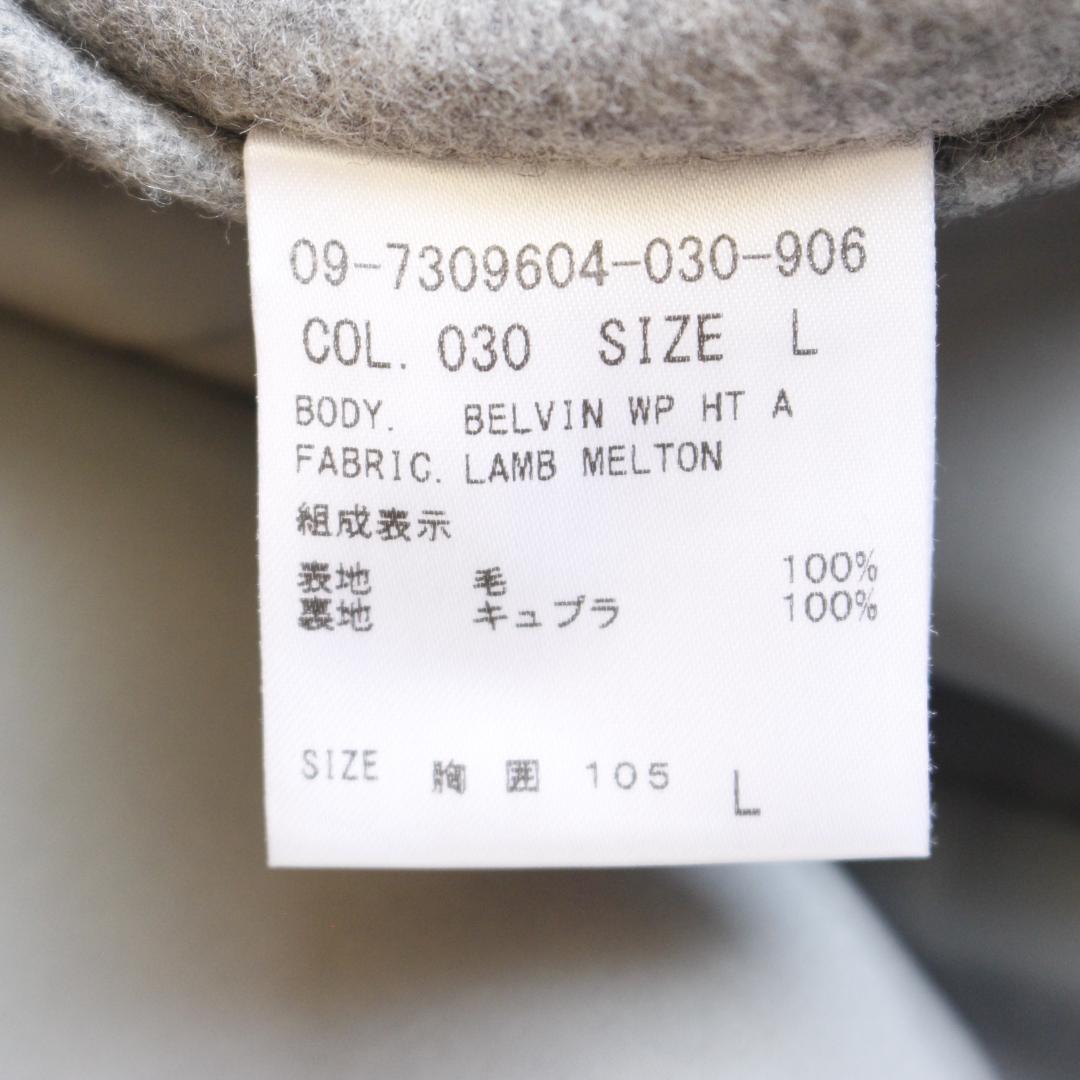 09-7309604-030-906
COL. 030 SIZE L
BODY. BELVIN WP HT A
FABRIC. LAMB MELTON
組成表示
表地 毛 100%
裏地 キュプラ 100%
SIZE 胸囲 105 L